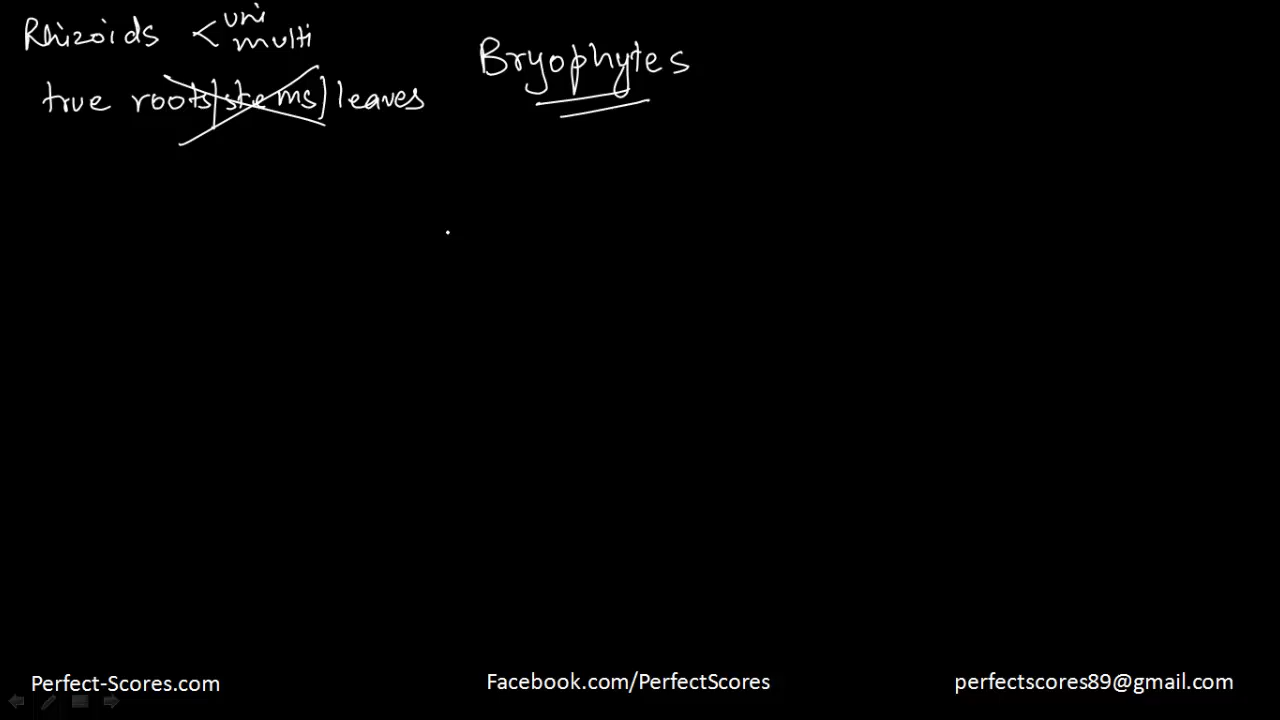 Rhizoids < uni
multi
Bryophytes
true roots/stems/leaves
Perfect-Scores.com
Facebook.com/PerfectScores
perfectscores89@gmail.com